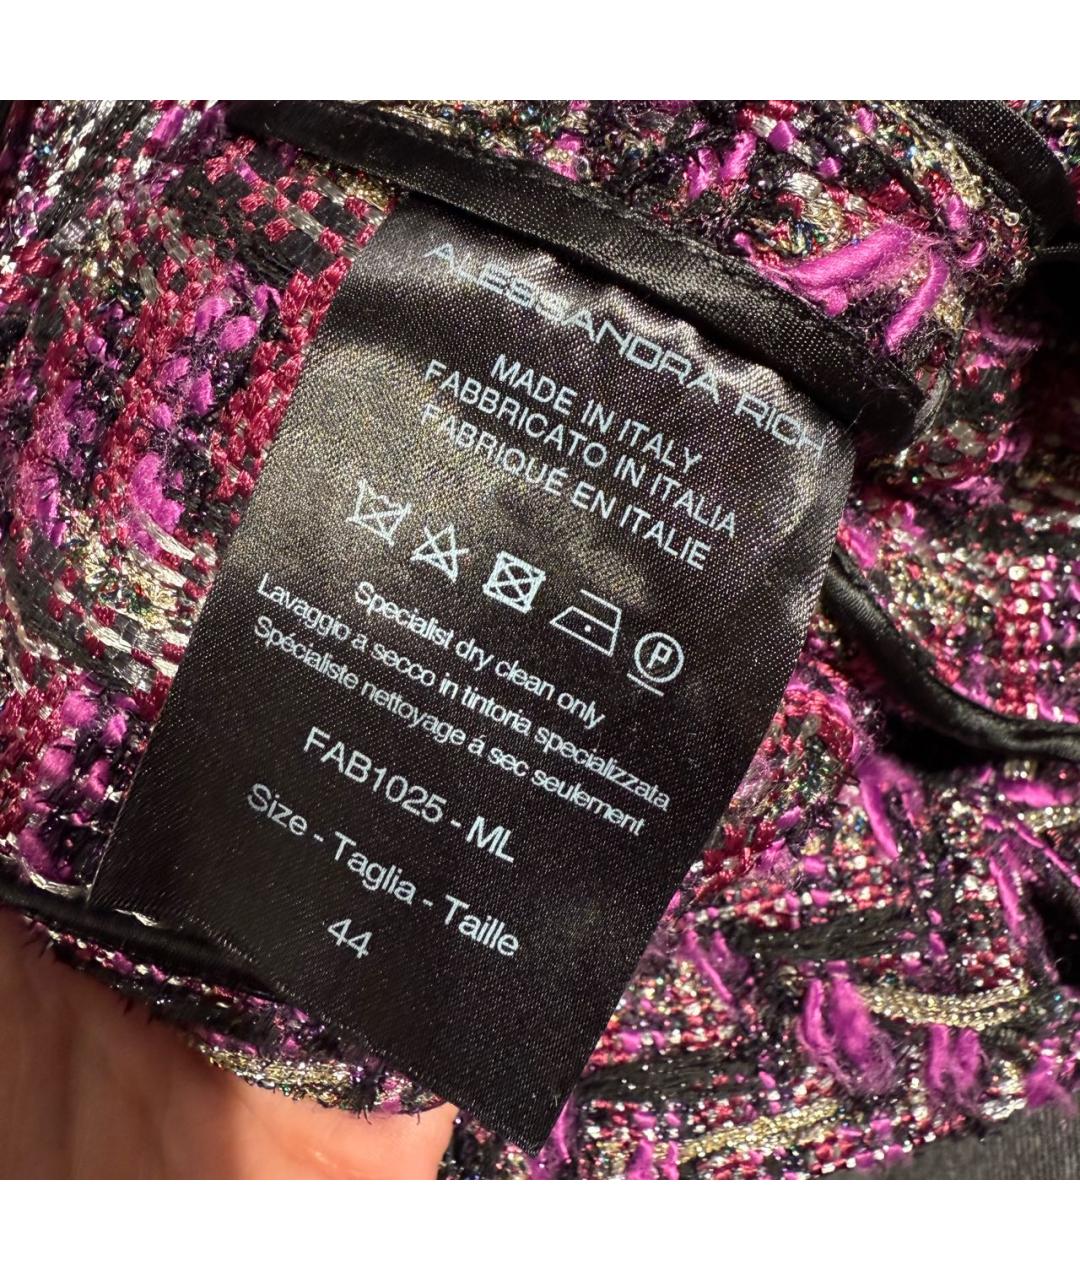 ALESSANDRA RICH
MADE IN ITALY
FABBRICATO IN ITALIA
FABRIQUÉ EN ITALIE
P
Specialist dry clean only
Lavaggio a secco in tintoria specializzata
Spécialiste nettoyage á sec seulement
FAB1025 - ML
Size - Taglia - Taille
44